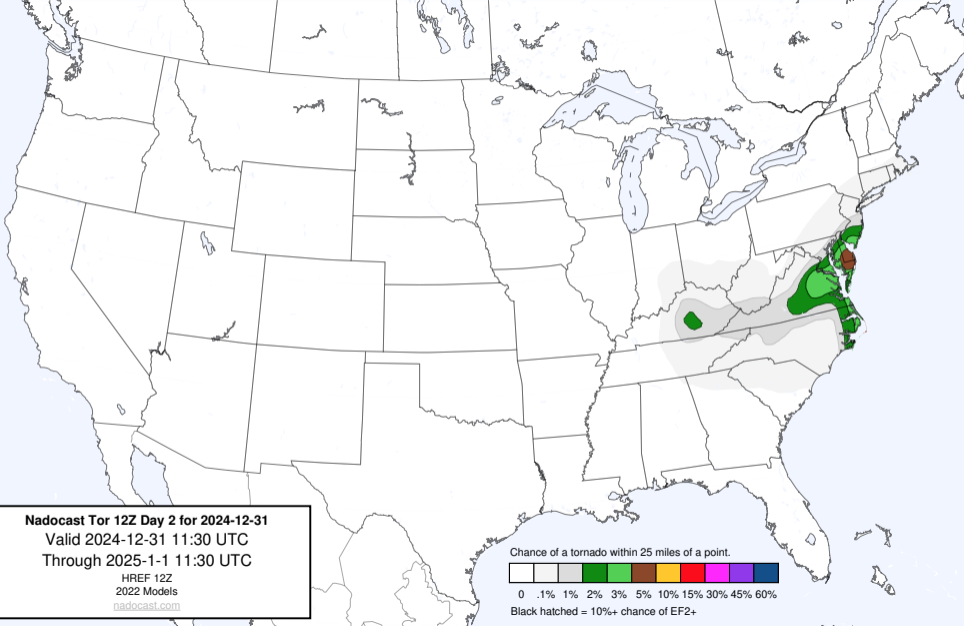 Nadocast Tor 12Z Day 2 for 2024-12-31
Valid 2024-12-31 11:30 UTC
Through 2025-1-1 11:30 UTC
HREF 12Z
2022 Models
nadocast.com
Chance of a tornado within 25 miles of a point.
0 .1% 1% 2% 3% 5% 10% 15% 30% 45% 60%
Black hatched = 10%+ chance of EF2+